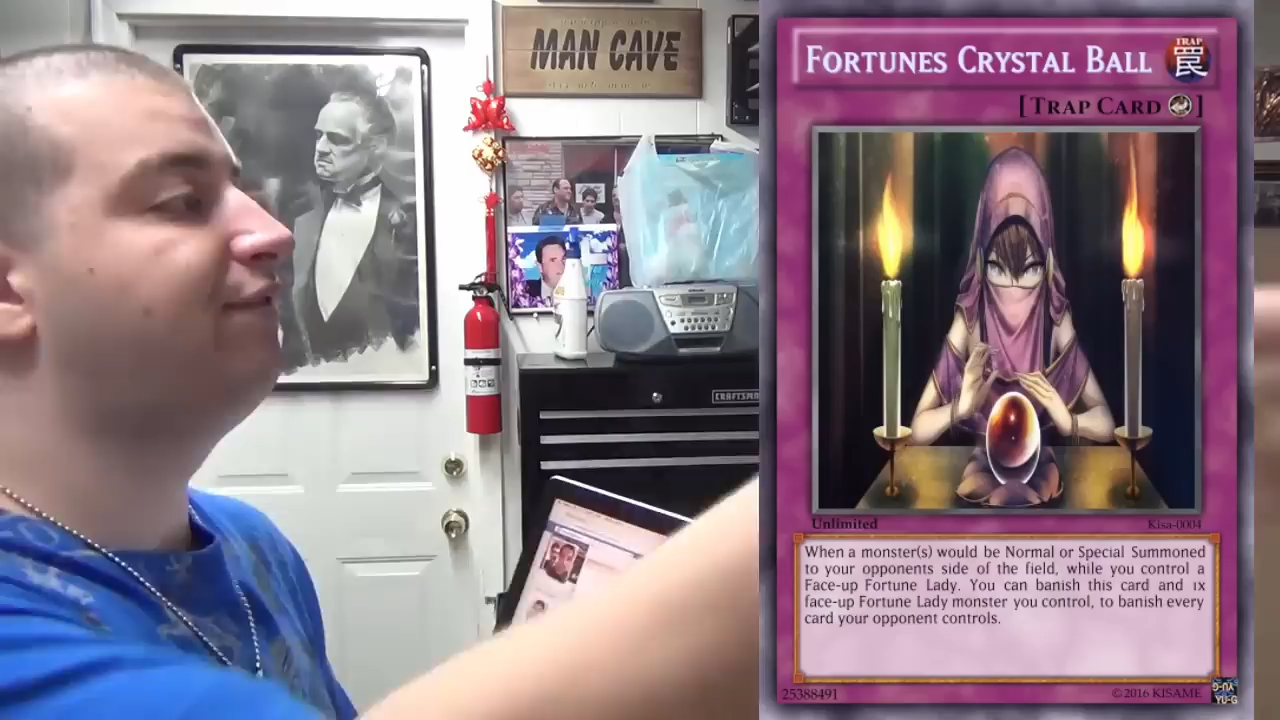 MAN CAVE
CRAFTSMAN
FORTUNES CRYSTAL BALL
TRAP
罠
[TRAP CARD]
Unlimited
Kisa-0004
When a monster(s) would be Normal or Special Summoned
to your opponents side of the field, while you control a
Face-up Fortune Lady. You can banish this card and 1x
face-up Fortune Lady monster you control, to banish every
card your opponent controls.
25388491
©2016 KISAME
YU-G